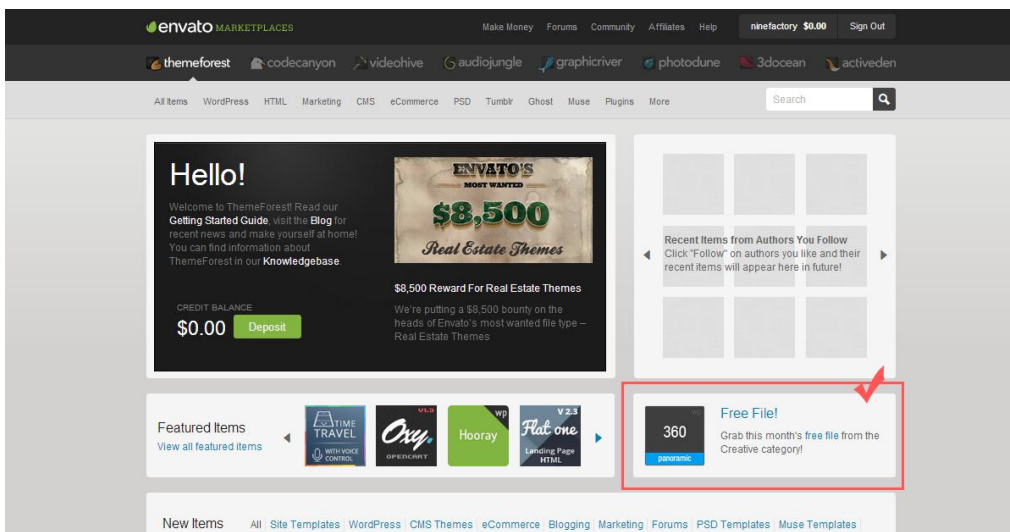 envato MARKETPLACES
Make Money Forums Community Affiliates Help
ninefactory $0.00 Sign Out
themeforest codecanyon videohive audiojungle graphicriver photodune 3docean activeden
All Items WordPress HTML Marketing CMS eCommerce PSD Tumblr Ghost Muse Plugins More
Search
Hello!
Welcome to ThemeForest! Read our
Getting Started Guide, visit the Blog for
recent news and make yourself at home!
You can find information about
ThemeForest in our Knowledgebase.
CREDIT BALANCE
$0.00 Deposit
ENVATO'S
MOST WANTED
$8,500
Real Estate Themes
$8,500 Reward For Real Estate Themes
We're putting a $8,500 bounty on the
heads of Envato's most wanted file type –
Real Estate Themes
Recent Items from Authors You Follow
Click "Follow" on authors you like and their
recent items will appear here in future!
Featured Items
View all featured items
TIME
TRAVEL
WITH VOICE
CONTROL
V1.3
Oxy.
OPENCART
wp
Hooray
V 2.3
Flat one
Landing Page
HTML
360
panoramic
Free File!
Grab this month's free file from the
Creative category!
New Items All Site Templates WordPress CMS Themes eCommerce Blogging Marketing Forums PSD Templates Muse Templates